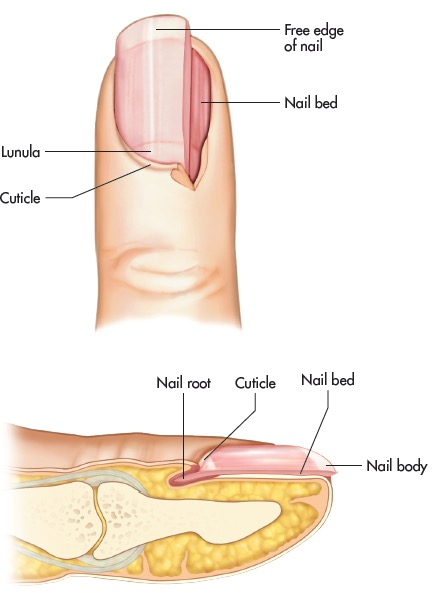 Free edge
of nail
Nail bed
Lunula
Cuticle
Nail root
Cuticle
Nail bed
Nail body